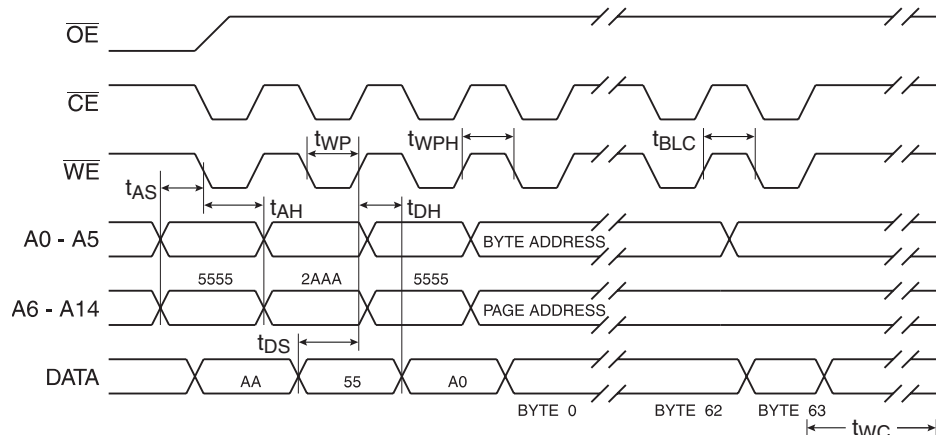 OE
CE
tWP tWPH tBLC
WE
tAS
tAH tDH
A0 - A5 BYTE ADDRESS
5555 2AAA 5555
A6 - A14 PAGE ADDRESS
tDS
DATA AA 55 A0
BYTE 0 BYTE 62 BYTE 63
tWC